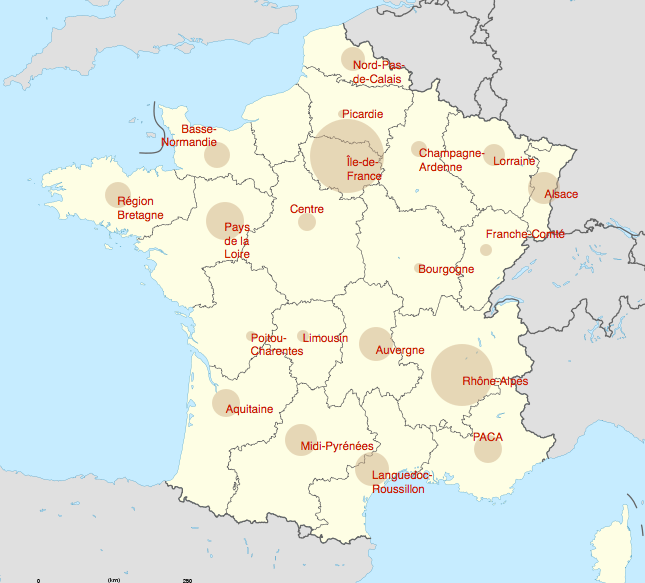 Nord-Pas-
de-Calais
Picardie
Basse-
Normandie
Île-de-
France
Champagne-
Ardenne
Lorraine
Alsace
Région
Bretagne
Pays
de la
Loire
Centre
Franche-Comté
Bourgogne
Poitou-
Charentes
Limousin
Auvergne
Rhône-Alpes
Aquitaine
Midi-Pyrénées
PACA
Languedoc-
Roussillon
0 (km) 250